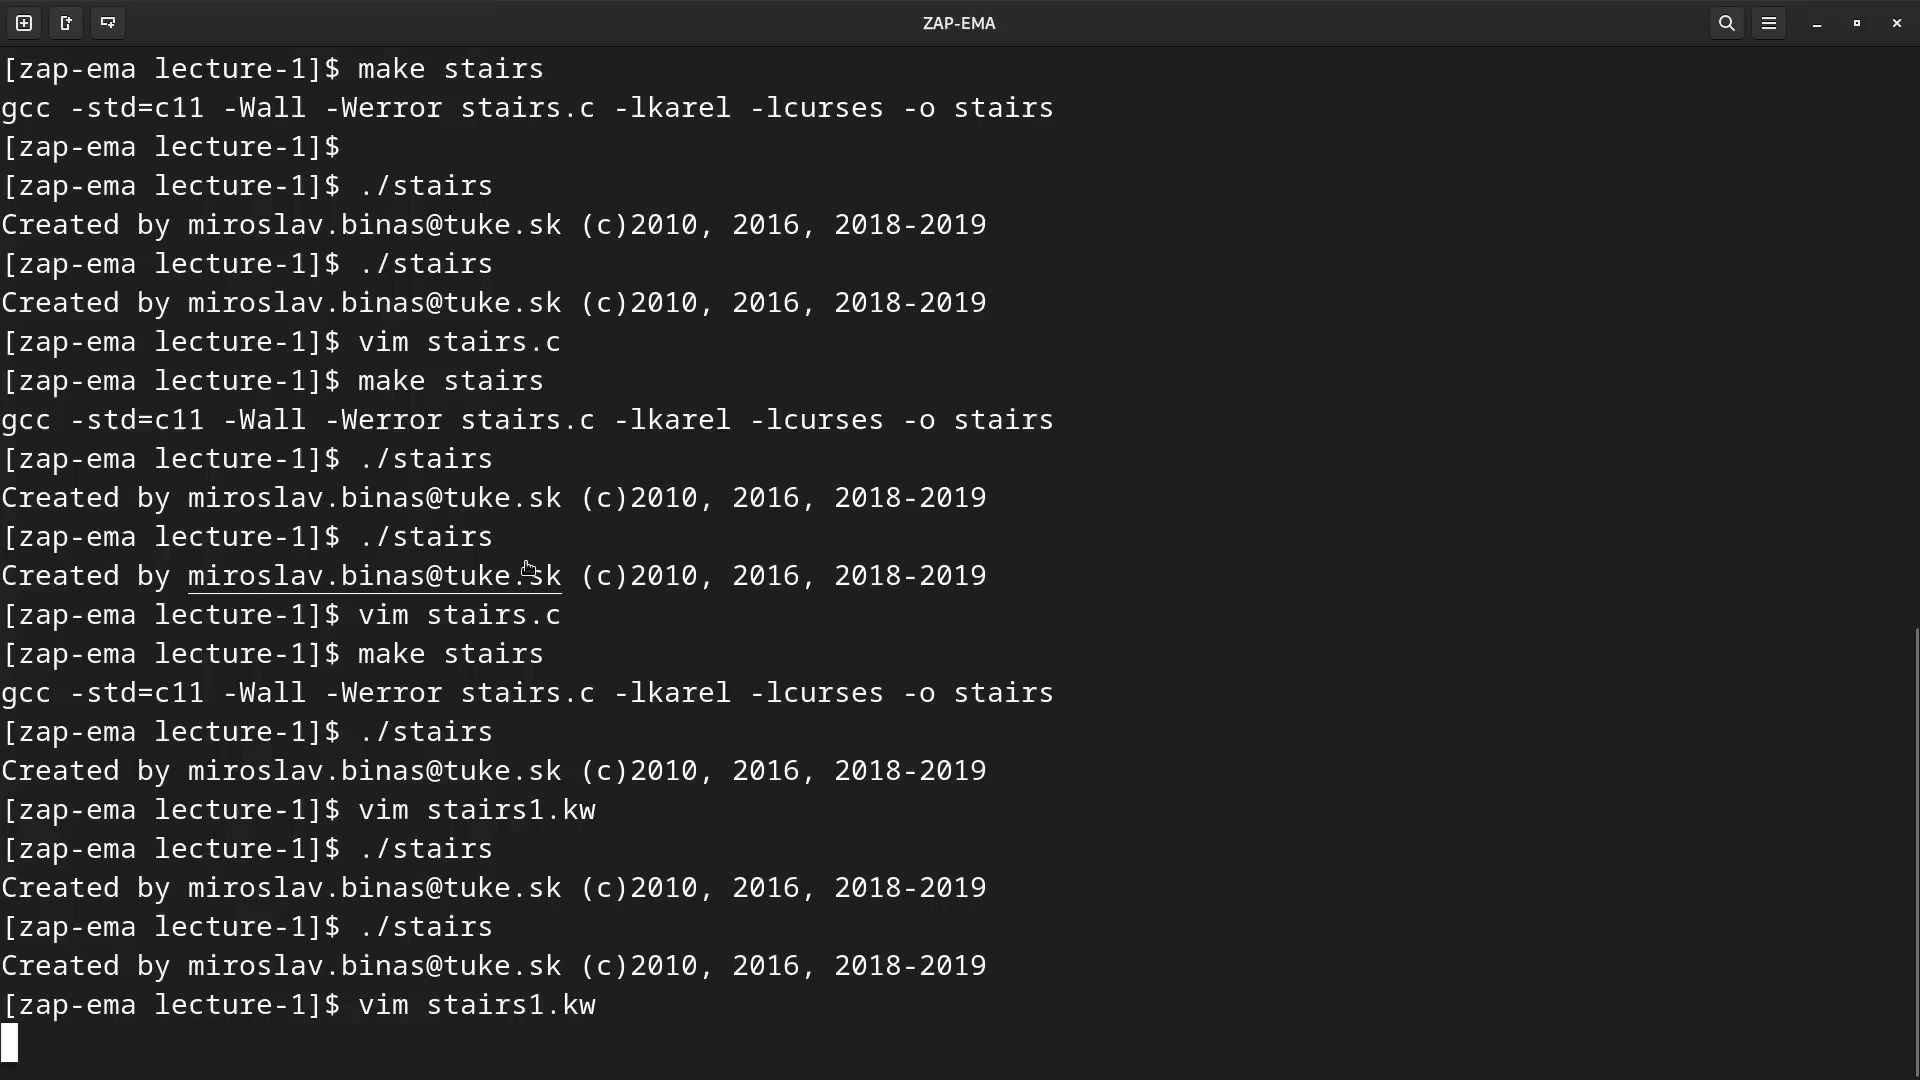 ZAP-EMA
[zap-ema lecture-1]$ make stairs
gcc -std=c11 -Wall -Werror stairs.c -lkarel -lcurses -o stairs
[zap-ema lecture-1]$
[zap-ema lecture-1]$ ./stairs
Created by miroslav.binas@tuke.sk (c)2010, 2016, 2018-2019
[zap-ema lecture-1]$ ./stairs
Created by miroslav.binas@tuke.sk (c)2010, 2016, 2018-2019
[zap-ema lecture-1]$ vim stairs.c
[zap-ema lecture-1]$ make stairs
gcc -std=c11 -Wall -Werror stairs.c -lkarel -lcurses -o stairs
[zap-ema lecture-1]$ ./stairs
Created by miroslav.binas@tuke.sk (c)2010, 2016, 2018-2019
[zap-ema lecture-1]$ ./stairs
Created by miroslav.binas@tuke.sk (c)2010, 2016, 2018-2019
[zap-ema lecture-1]$ vim stairs.c
[zap-ema lecture-1]$ make stairs
gcc -std=c11 -Wall -Werror stairs.c -lkarel -lcurses -o stairs
[zap-ema lecture-1]$ ./stairs
Created by miroslav.binas@tuke.sk (c)2010, 2016, 2018-2019
[zap-ema lecture-1]$ vim stairs1.kw
[zap-ema lecture-1]$ ./stairs
Created by miroslav.binas@tuke.sk (c)2010, 2016, 2018-2019
[zap-ema lecture-1]$ ./stairs
Created by miroslav.binas@tuke.sk (c)2010, 2016, 2018-2019
[zap-ema lecture-1]$ vim stairs1.kw